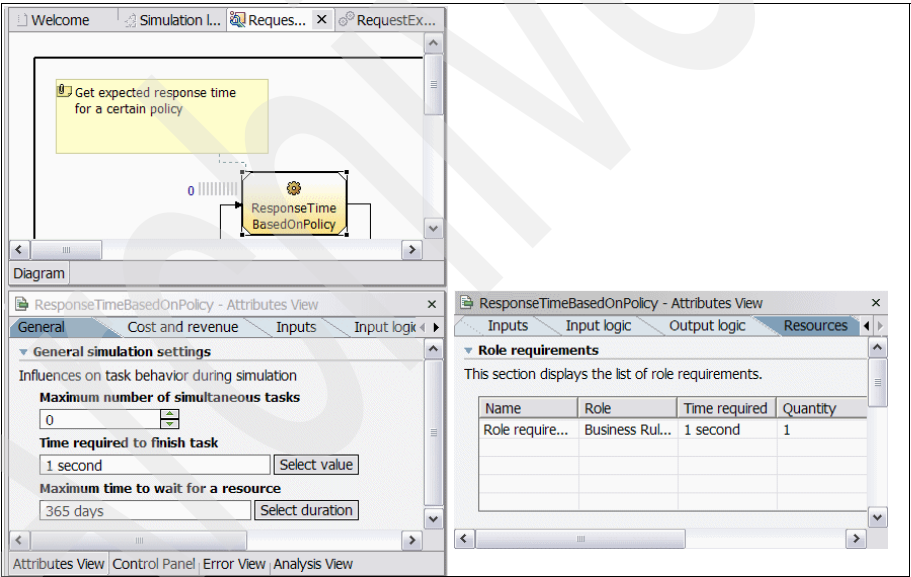 Welcome
Simulation l...
Reques...
RequestEx...
Get expected response time
for a certain policy
0
ResponseTime
BasedOnPolicy
Diagram
ResponseTimeBasedOnPolicy - Attributes View
General Cost and revenue Inputs Input logic
General simulation settings
Influences on task behavior during simulation
Maximum number of simultaneous tasks
0
Time required to finish task
1 second Select value
Maximum time to wait for a resource
365 days Select duration
Attributes View Control Panel Error View Analysis View
ResponseTimeBasedOnPolicy - Attributes View
Inputs Input logic Output logic Resources
Role requirements
This section displays the list of role requirements.
Name Role Time required Quantity
Role require... Business Rul... 1 second 1